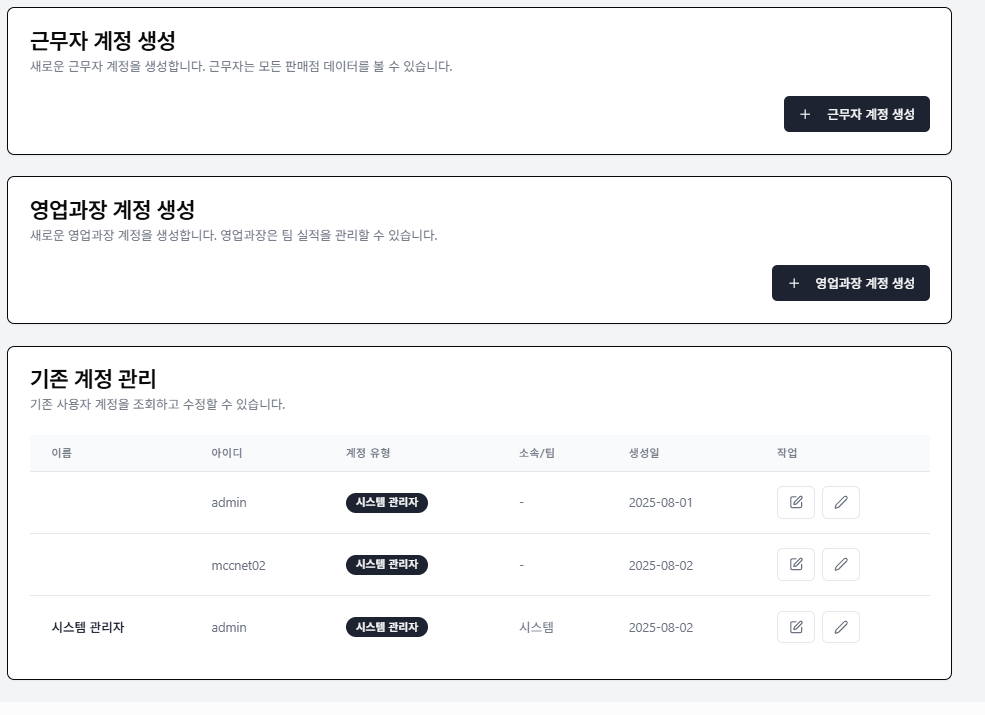 근무자 계정 생성
새로운 근무자 계정을 생성합니다. 근무자는 모든 판매점 데이터를 볼 수 있습니다.
+ 근무자 계정 생성
영업과장 계정 생성
새로운 영업과장 계정을 생성합니다. 영업과장은 팀 실적을 관리할 수 있습니다.
+ 영업과장 계정 생성
기존 계정 관리
기존 사용자 계정을 조회하고 수정할 수 있습니다.
이름 아이디 계정 유형 소속/팀 생성일 작업
admin 시스템 관리자 - 2025-08-01
mccnet02 시스템 관리자 - 2025-08-02
시스템 관리자 admin 시스템 관리자 시스템 2025-08-02